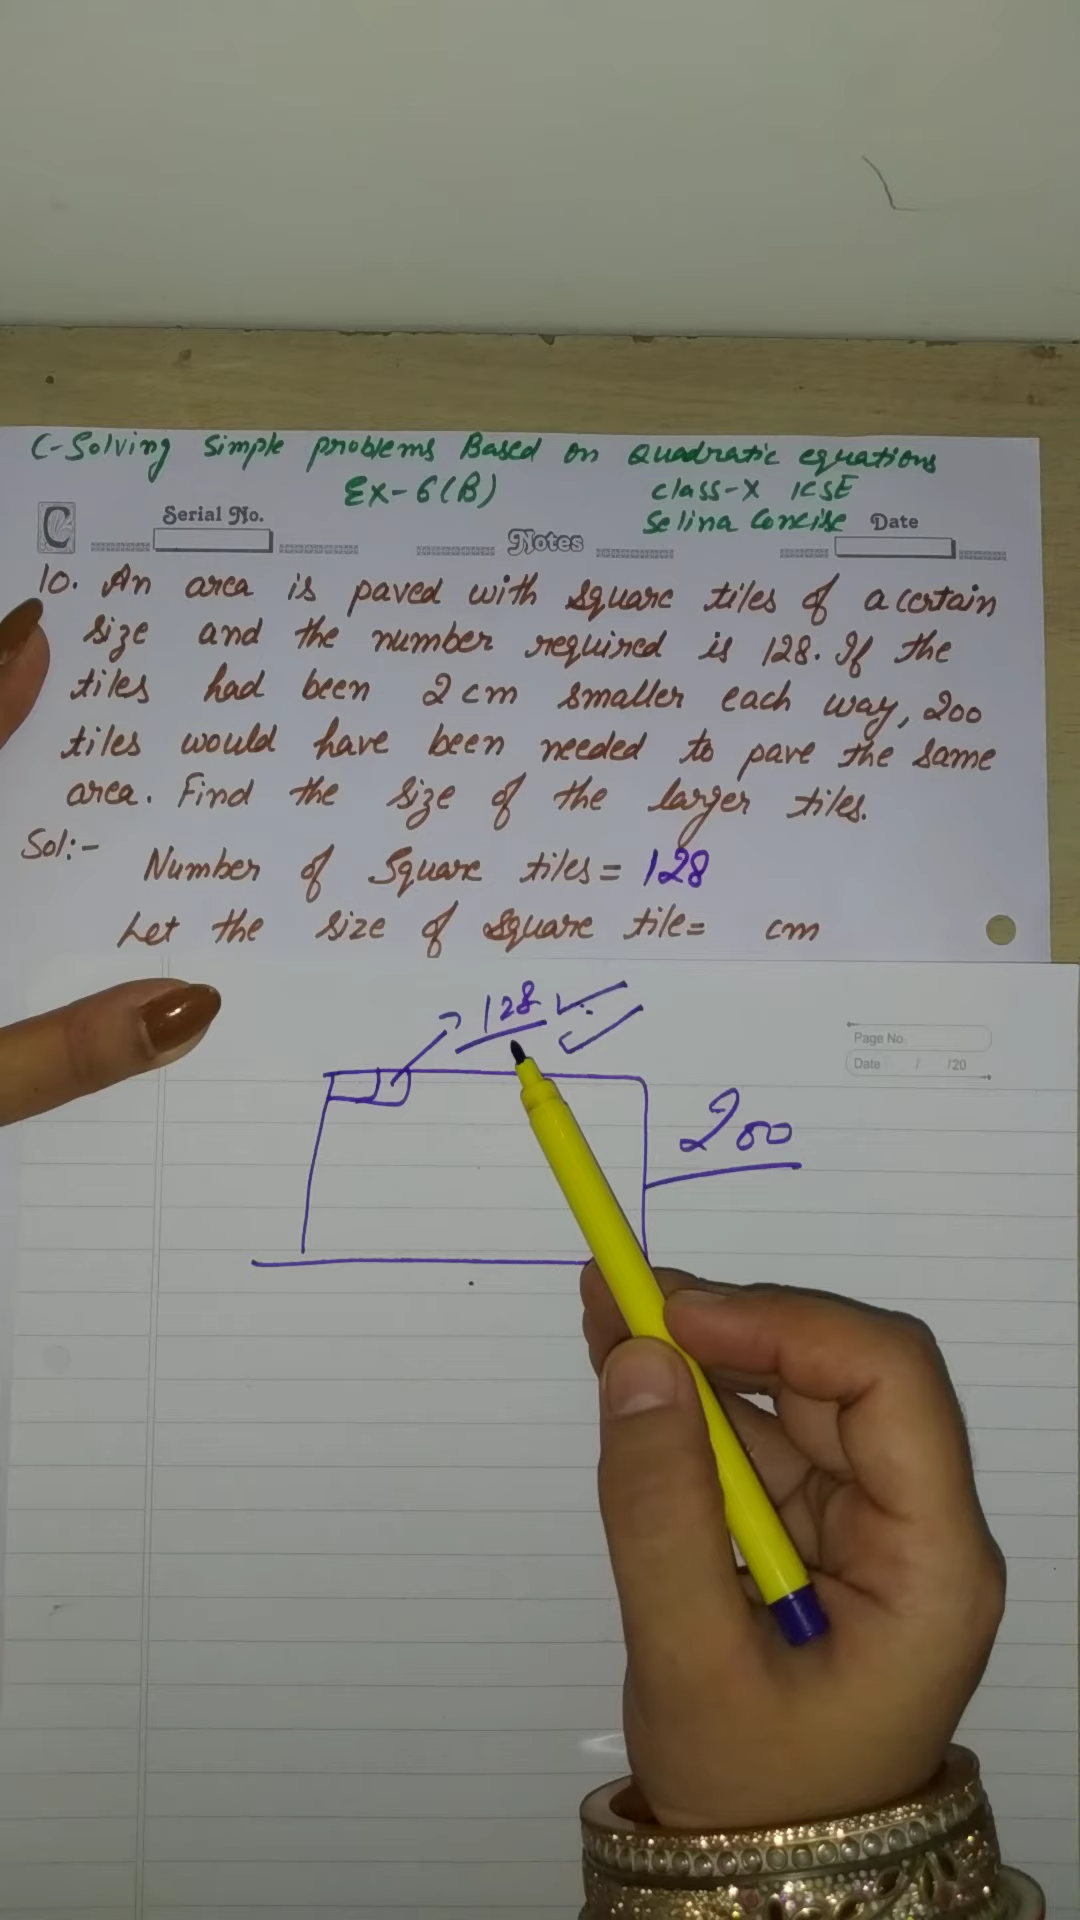 C-Solving Simple problems Based on Quadratic equations
Ex-6(B)
class-X ICSE
Selina Concise
C
Serial No.
Notes
Date
10. An area is paved with square tiles of a certain
size and the number required is 128. If the
tiles had been 2 cm smaller each way, 200
tiles would have been needed to pave the same
area. Find the size of the larger tiles.
Sol:-
Number of Square tiles = 128
Let the size of square tile= cm
128
Page No.
Date / /20
200